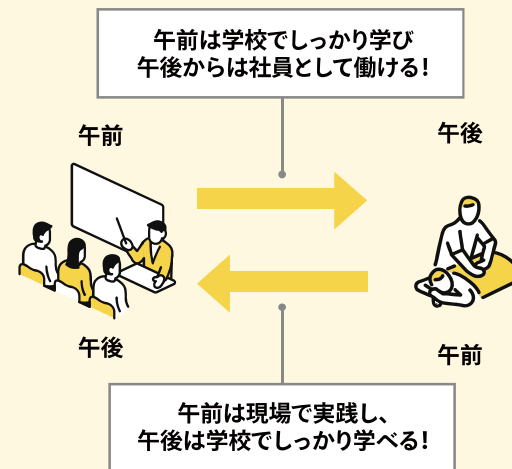 午前は学校でしっかり学び
午後からは社員として働ける!
午前
午後
午後
午前
午前は現場で実践し、
午後は学校でしっかり学べる!